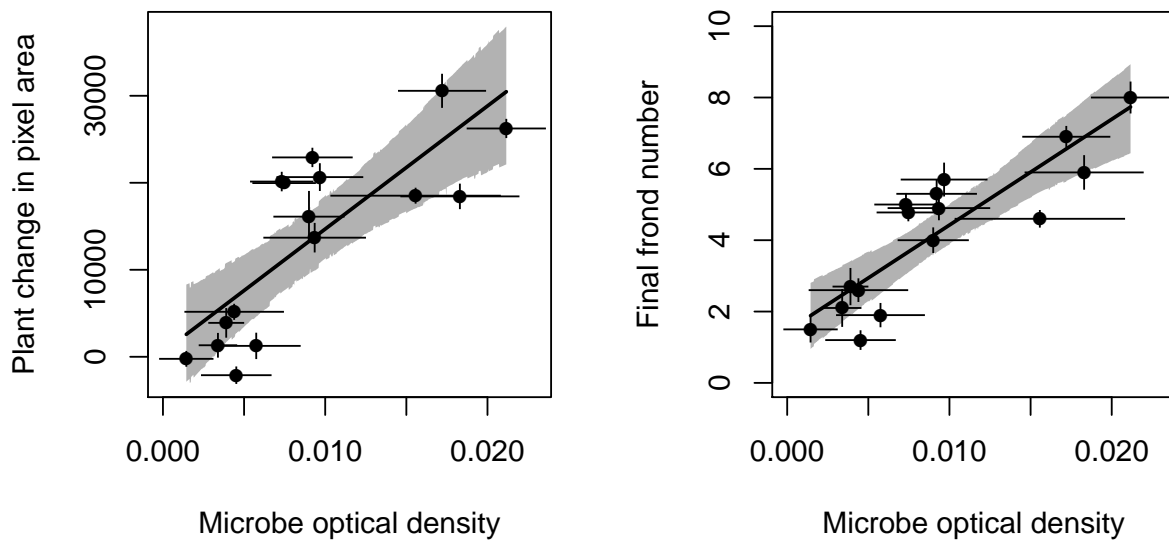 Plant change in pixel area
30000
10000
0
0.000 0.010 0.020
Microbe optical density
Final frond number
10
8
6
4
2
0
0.000 0.010 0.020
Microbe optical density